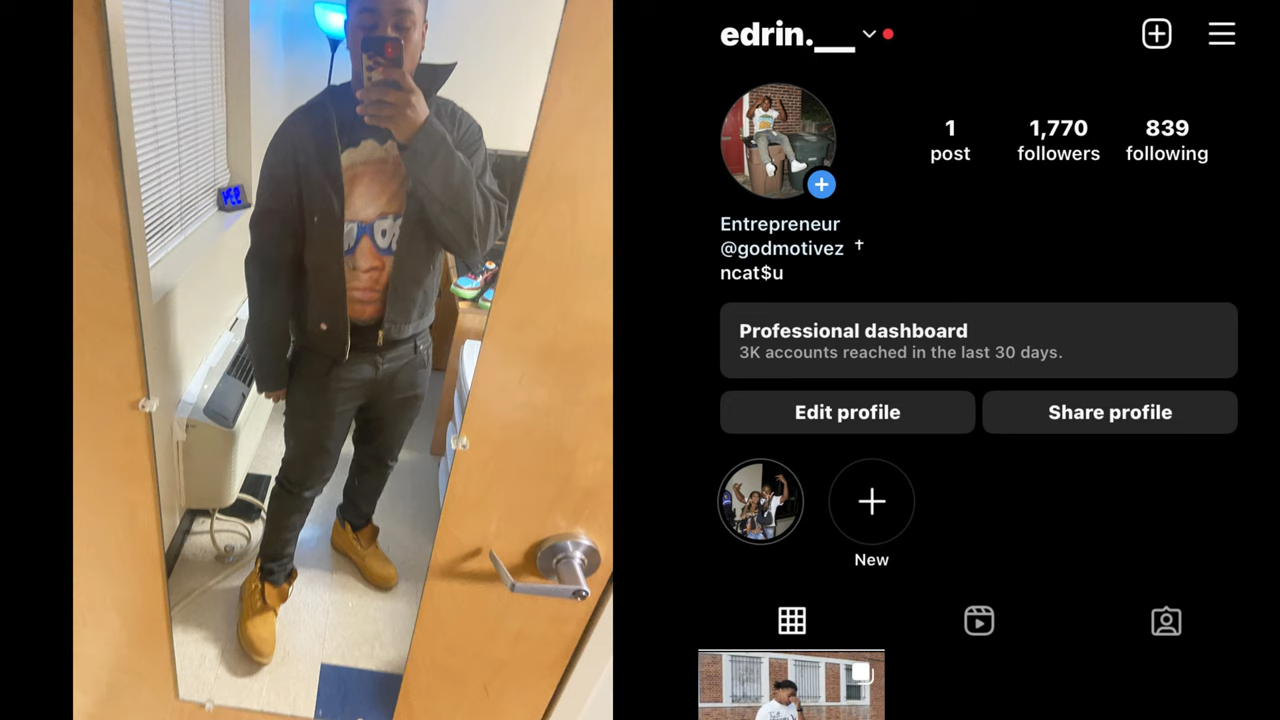 edrin.___
1
post
1,770
followers
839
following
Entrepreneur
@godmotivez ✝
ncat$u
Professional dashboard
3K accounts reached in the last 30 days.
Edit profile
Share profile
New